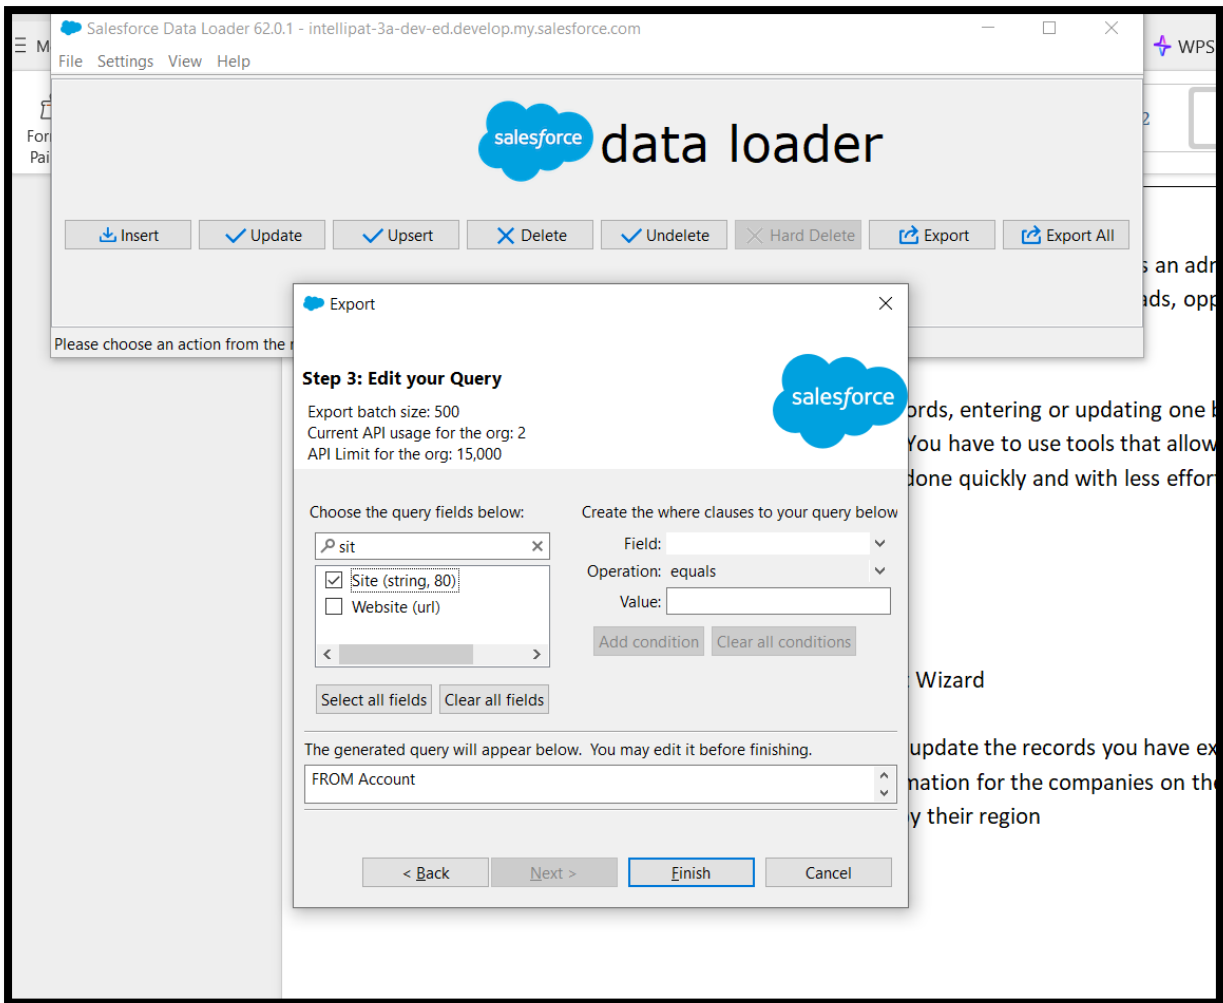 Salesforce Data Loader 62.0.1 - intellipat-3a-dev-ed.develop.my.salesforce.com
WPS
File Settings View Help
salesforce data loader
Insert Update Upsert Delete Undelete Hard Delete Export Export All
s an adr
ads, opp
Please choose an action from the
Export
Step 3: Edit your Query
Export batch size: 500
Current API usage for the org: 2
API Limit for the org: 15,000
salesforce
ords, entering or updating one b
You have to use tools that allow
done quickly and with less effor
Choose the query fields below:
sit
Site (string, 80)
Website (url)
Select all fields Clear all fields
Create the where clauses to your query below
Field:
Operation: equals
Value:
Add condition Clear all conditions
Wizard
The generated query will appear below. You may edit it before finishing.
FROM Account
update the records you have ex
mation for the companies on the
y their region
< Back Next > Finish Cancel